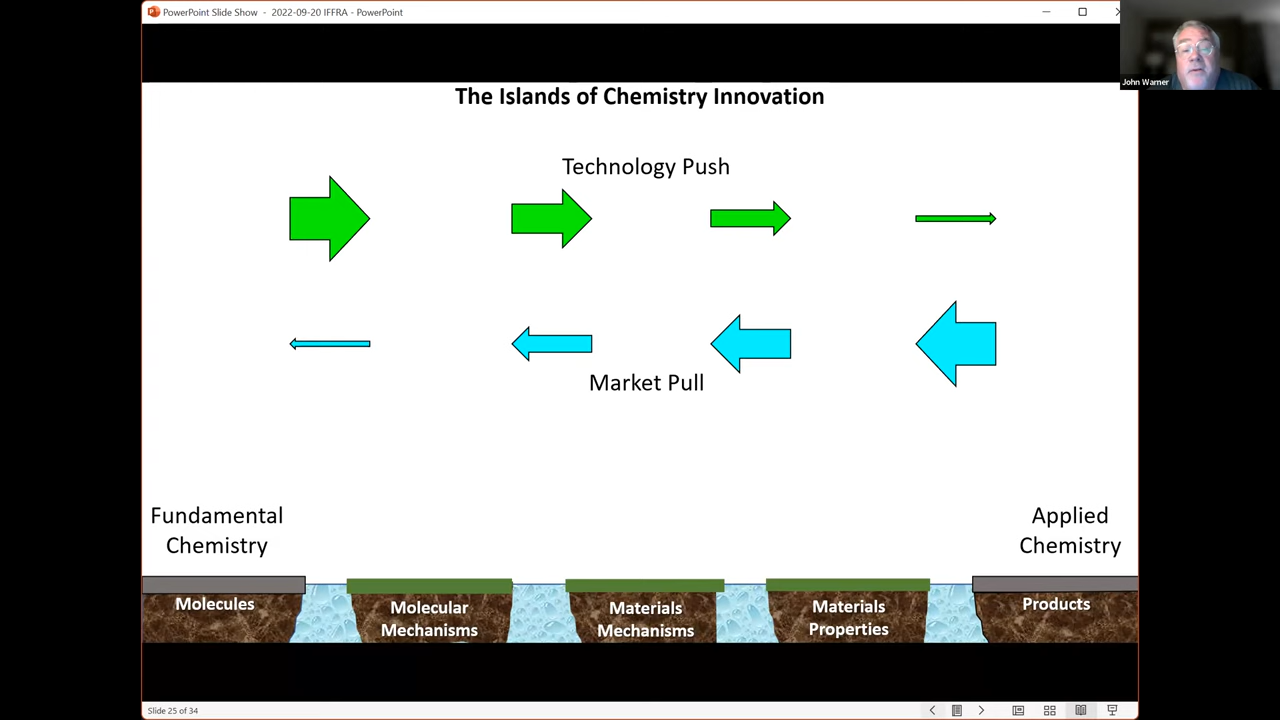 PowerPoint Slide Show - 2022-09-20 IFFRA - PowerPoint
John Warner
The Islands of Chemistry Innovation
Technology Push
Market Pull
Fundamental
Chemistry
Applied
Chemistry
Molecules
Molecular
Mechanisms
Materials
Mechanisms
Materials
Properties
Products
Slide 25 of 34